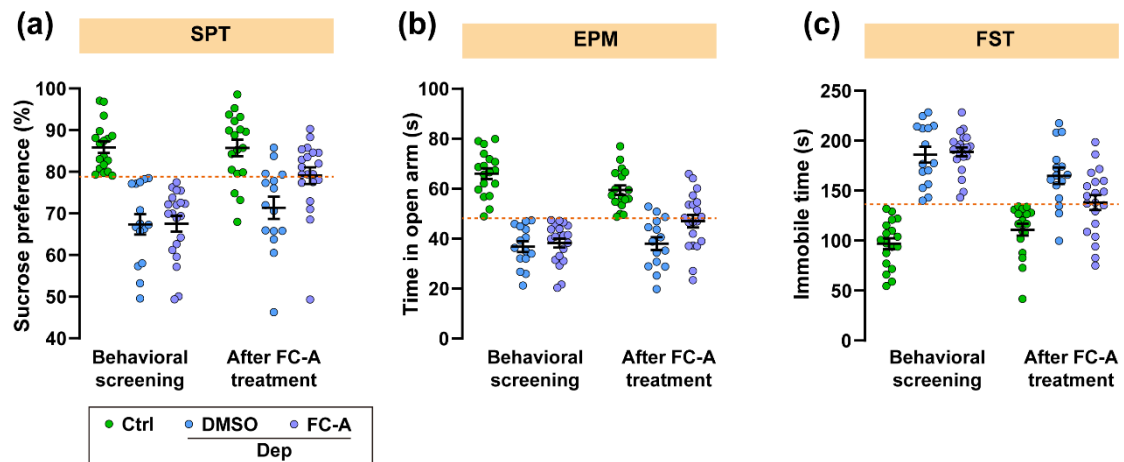 (a)
SPT
Sucrose preference (%)
100
90
80
70
60
50
40
Behavioral
screening
After FC-A
treatment
(b)
EPM
Time in open arm (s)
100
80
60
40
20
0
Behavioral
screening
After FC-A
treatment
(c)
FST
Immobile time (s)
250
200
150
100
50
0
Behavioral
screening
After FC-A
treatment
Ctrl DMSO FC-A
Dep